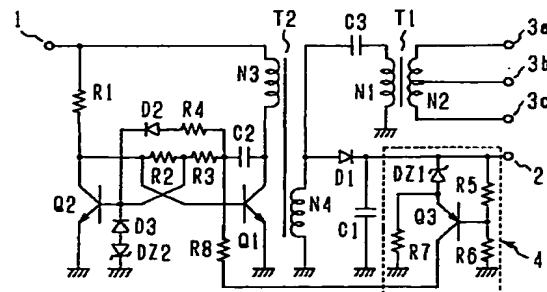 1
T2
C3
T1
3a
N3
3b
N1
N2
3c
R1
D2
R4
C2
R2
R3
D1
DZ1
2
Q2
N4
R5
D3
Q1
C1
Q3
DZ2
R8
R7
R6
4